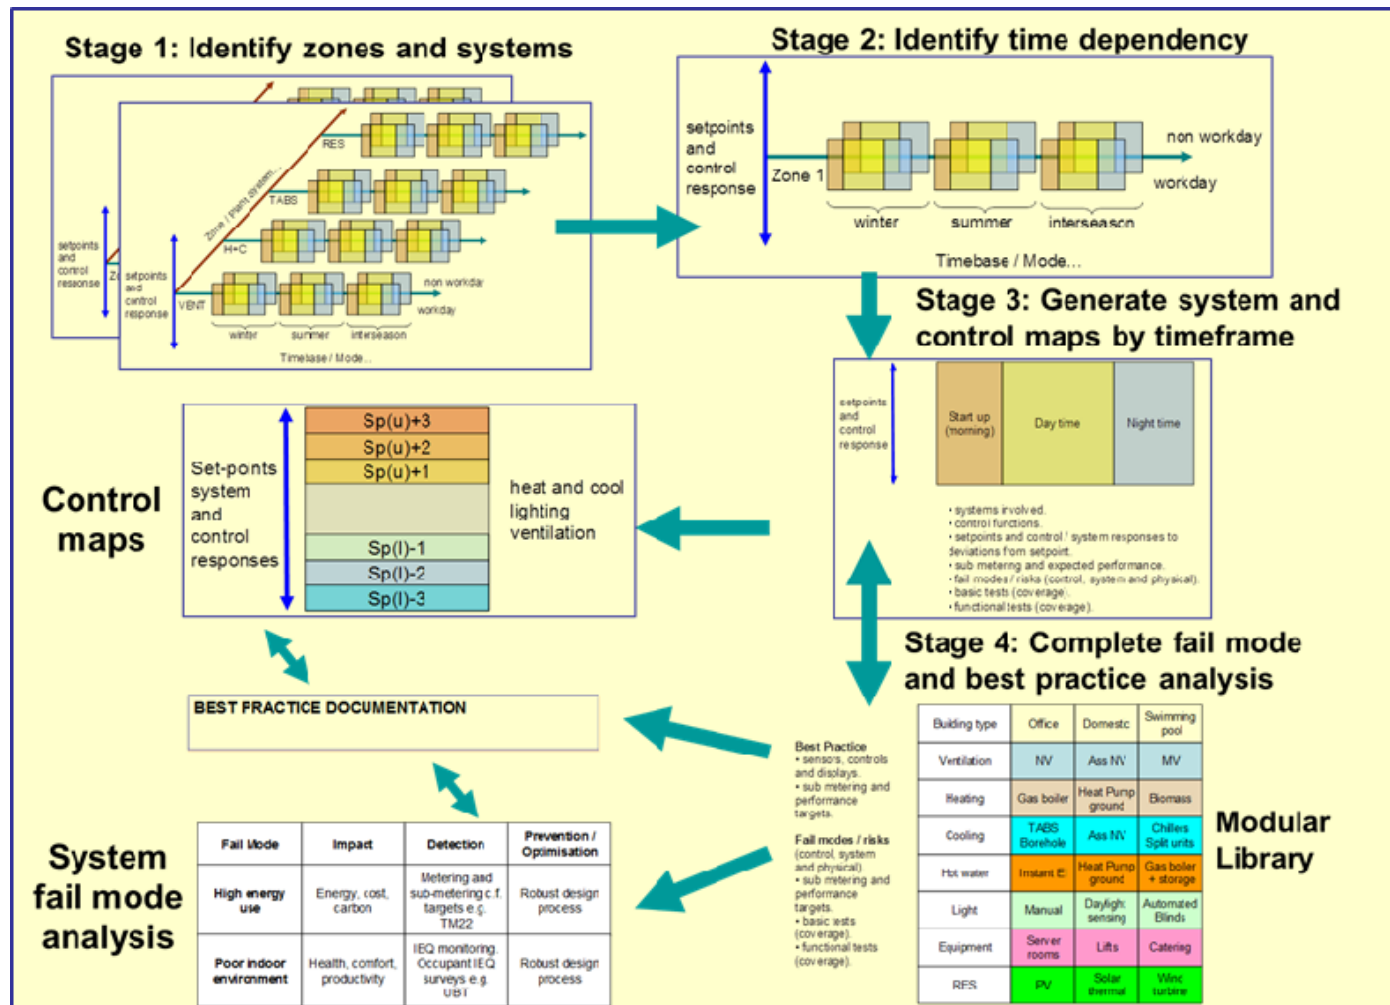 Stage 1: Identify zones and systems
RES
TABS
H+C
VENT
Zone / Plant System...
setpoints
and
control
response
setpoints
and
control
response
non workday
workday
winter
summer
interseason
Timebase / Mode...
Stage 2: Identify time dependency
setpoints
and
control
response
Zone 1
non workday
workday
winter
summer
interseason
Timebase / Mode...
Stage 3: Generate system and
control maps by timeframe
setpoints
and
control
response
Start up
(morning)
Day time
Night time
• systems involved.
• control functions.
• setpoints and control / system responses to
deviations from setpoint.
• sub metering and expected performance.
• fail modes / risks (control, system and physical).
• basic tests (coverage).
• functional tests (coverage).
Control
maps
Set-ponts
system
and
control
responses
Sp(u)+3
Sp(u)+2
Sp(u)+1
Sp(l)-1
Sp(l)-2
Sp(l)-3
heat and cool
lighting
ventilation
Stage 4: Complete fail mode
and best practice analysis
BEST PRACTICE DOCUMENTATION
Best Practice
• sensors, controls
and displays.
• sub metering and
performance
targets.
Fail modes / risks
(control, system
and physical)
• sub metering and
performance
targets.
• basic tests
(coverage).
• functional tests
(coverage).
Building type
Office
Domestc
Swimming
pool
Ventilation
NV
Ass NV
MV
Heating
Gas boiler
Heat Pump
ground
Biomass
Cooling
TABS
Borehole
Ass NV
Chillers
Split units
Hot water
Instant E
Heat Pump
ground
Gas boiler
+ storage
Light
Manual
Daylight
sensing
Automated
Blinds
Equipment
Server
rooms
Lifts
Catering
RES
PV
Solar
thermal
Wind
turbine
Modular
Library
System
fail mode
analysis
Fail Mode
Impact
Detection
Prevention /
Optimisation
High energy
use
Energy, cost,
carbon
Metering and
sub-metering c.f.
targets e.g.
TM22
Robust design
process
Poor indoor
environment
Health, comfort,
productivity
IEQ monitoring.
Occupant IEQ
surveys e.g.
UBT
Robust design
process